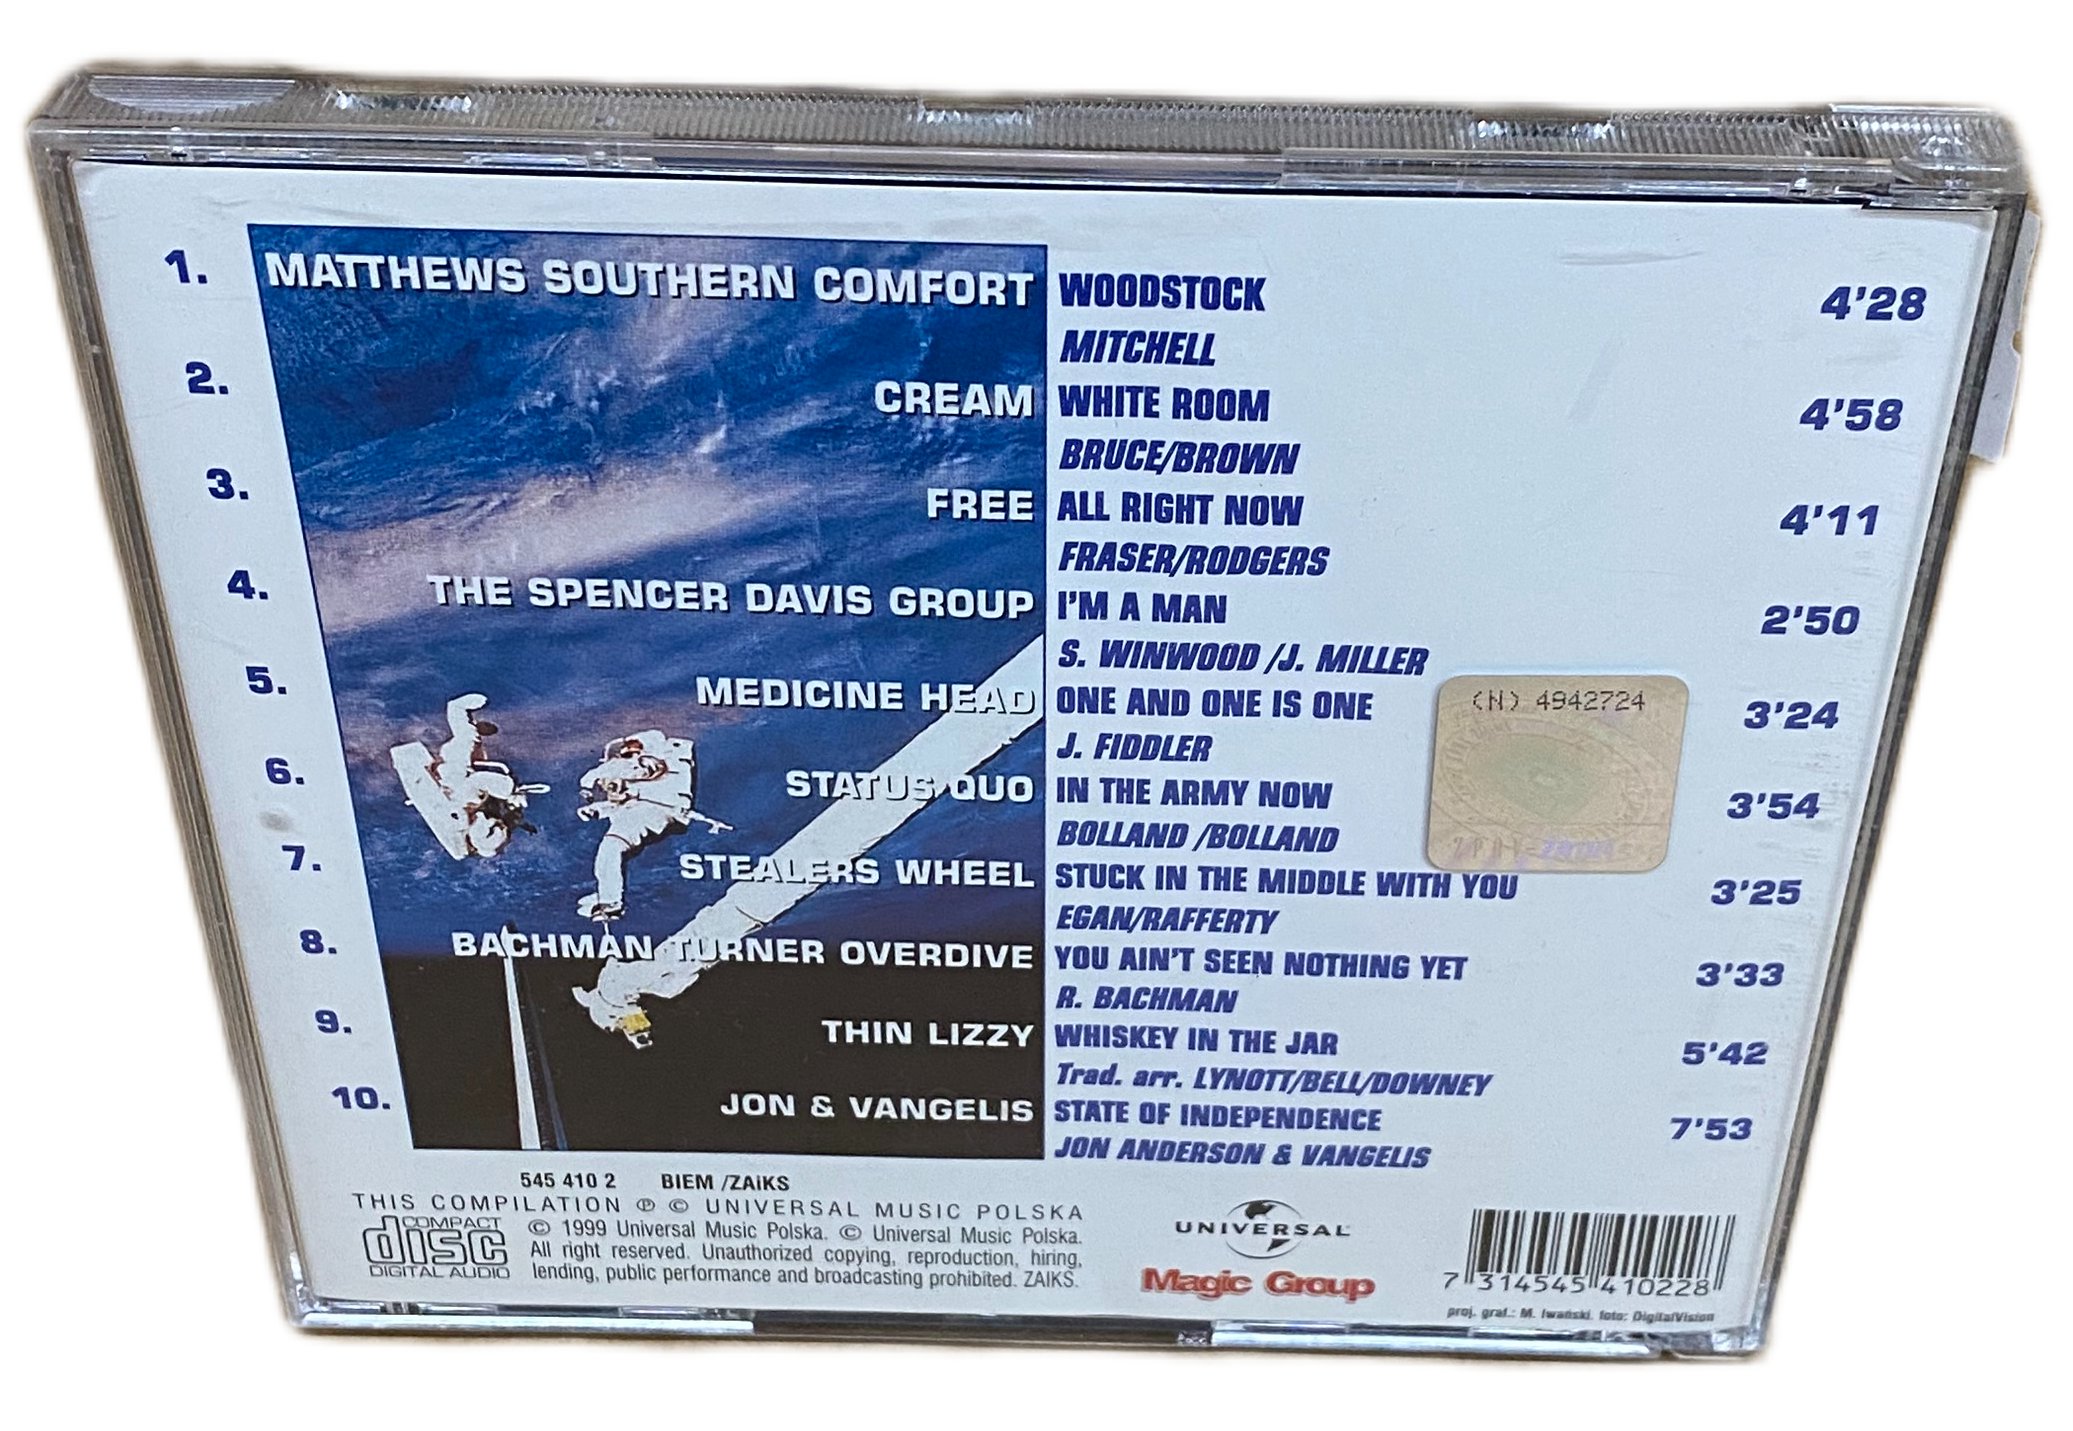 1. MATTHEWS SOUTHERN COMFORT WOODSTOCK 4'28
MITCHELL
2. CREAM WHITE ROOM 4'58
BRUCE/BROWN
3. FREE ALL RIGHT NOW 4'11
FRASER/RODGERS
4. THE SPENCER DAVIS GROUP I'M A MAN 2'50
S. WINWOOD /J. MILLER
5. MEDICINE HEAD ONE AND ONE IS ONE 3'24
J. FIDDLER
(N) 4942724
6. STATUS QUO IN THE ARMY NOW 3'54
BOLLAND /BOLLAND
7. STEALERS WHEEL STUCK IN THE MIDDLE WITH YOU 3'25
EGAN/RAFFERTY
8. BACHMAN TURNER OVERDIVE YOU AIN'T SEEN NOTHING YET 3'33
R. BACHMAN
9. THIN LIZZY WHISKEY IN THE JAR 5'42
Trad. arr. LYNOTT/BELL/DOWNEY
10. JON & VANGELIS STATE OF INDEPENDENCE 7'53
JON ANDERSON & VANGELIS
545 410 2 BIEM /ZAiKS
THIS COMPILATION ℗ © UNIVERSAL MUSIC POLSKA
© 1999 Universal Music Polska. © Universal Music Polska.
All right reserved. Unauthorized copying, reproduction, hiring,
lending, public performance and broadcasting prohibited. ZAIKS.
COMPACT
disc
DIGITAL AUDIO
UNIVERSAL
Magic Group
7 314545 410228
proj. graf.: M. Iwański. foto: DigitalVision